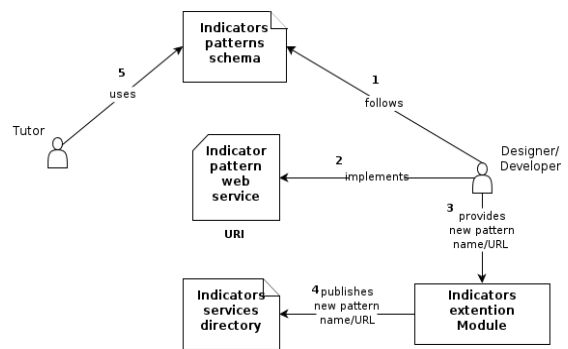 Indicators
patterns
schema
5
uses
1
follows
Tutor
Designer/
Developer
Indicator
pattern
web
service
2
implements
URI
3
provides
new pattern
name/URL
Indicators
services
directory
4 publishes
new pattern
name/URL
Indicators
extention
Module